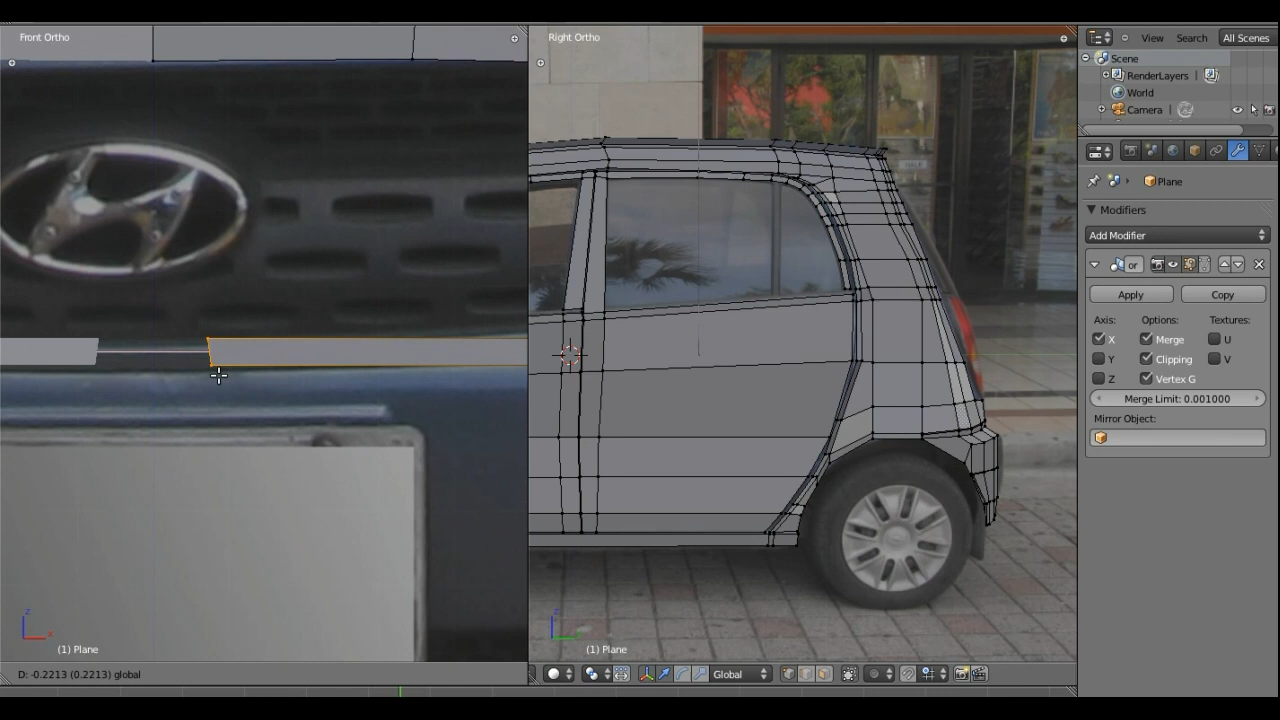 Front Ortho
Right Ortho
View Search All Scenes
Scene
RenderLayers
World
Camera
Plane
Modifiers
Add Modifier
or
Apply Copy
Axis: Options: Textures:
X Merge U
Y Clipping V
Z Vertex G
Merge Limit: 0.001000
Mirror Object:
z
x
(1) Plane
z
y
(1) Plane
D: -0.2213 (0.2213) global
Global